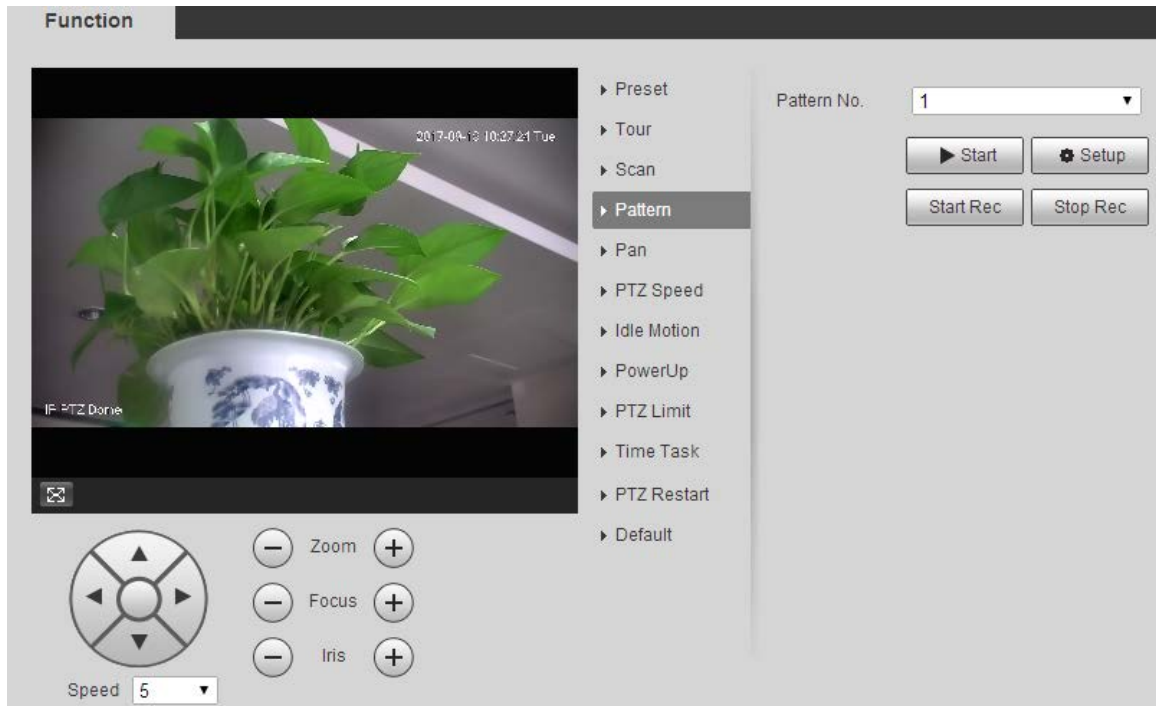 Function
2017-09-19 10:27:21 Tue
IP PTZ Dome
Preset
Tour
Scan
Pattern
Pan
PTZ Speed
Idle Motion
PowerUp
PTZ Limit
Time Task
PTZ Restart
Default
Pattern No. 1
Start Setup
Start Rec Stop Rec
Zoom
Focus
Iris
Speed 5